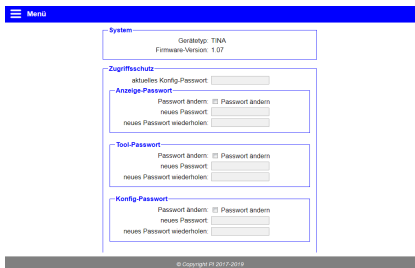 Menü
System
Gerätetyp: TINA
Firmware-Version: 1.07
Zugriffsschutz
aktuelles Konfig-Passwort:
Anzeige-Passwort
Passwort ändern: Passwort ändern
neues Passwort:
neues Passwort wiederholen:
Tool-Passwort
Passwort ändern: Passwort ändern
neues Passwort:
neues Passwort wiederholen:
Konfig-Passwort
Passwort ändern: Passwort ändern
neues Passwort:
neues Passwort wiederholen:
© Copyright PI 2017-2019